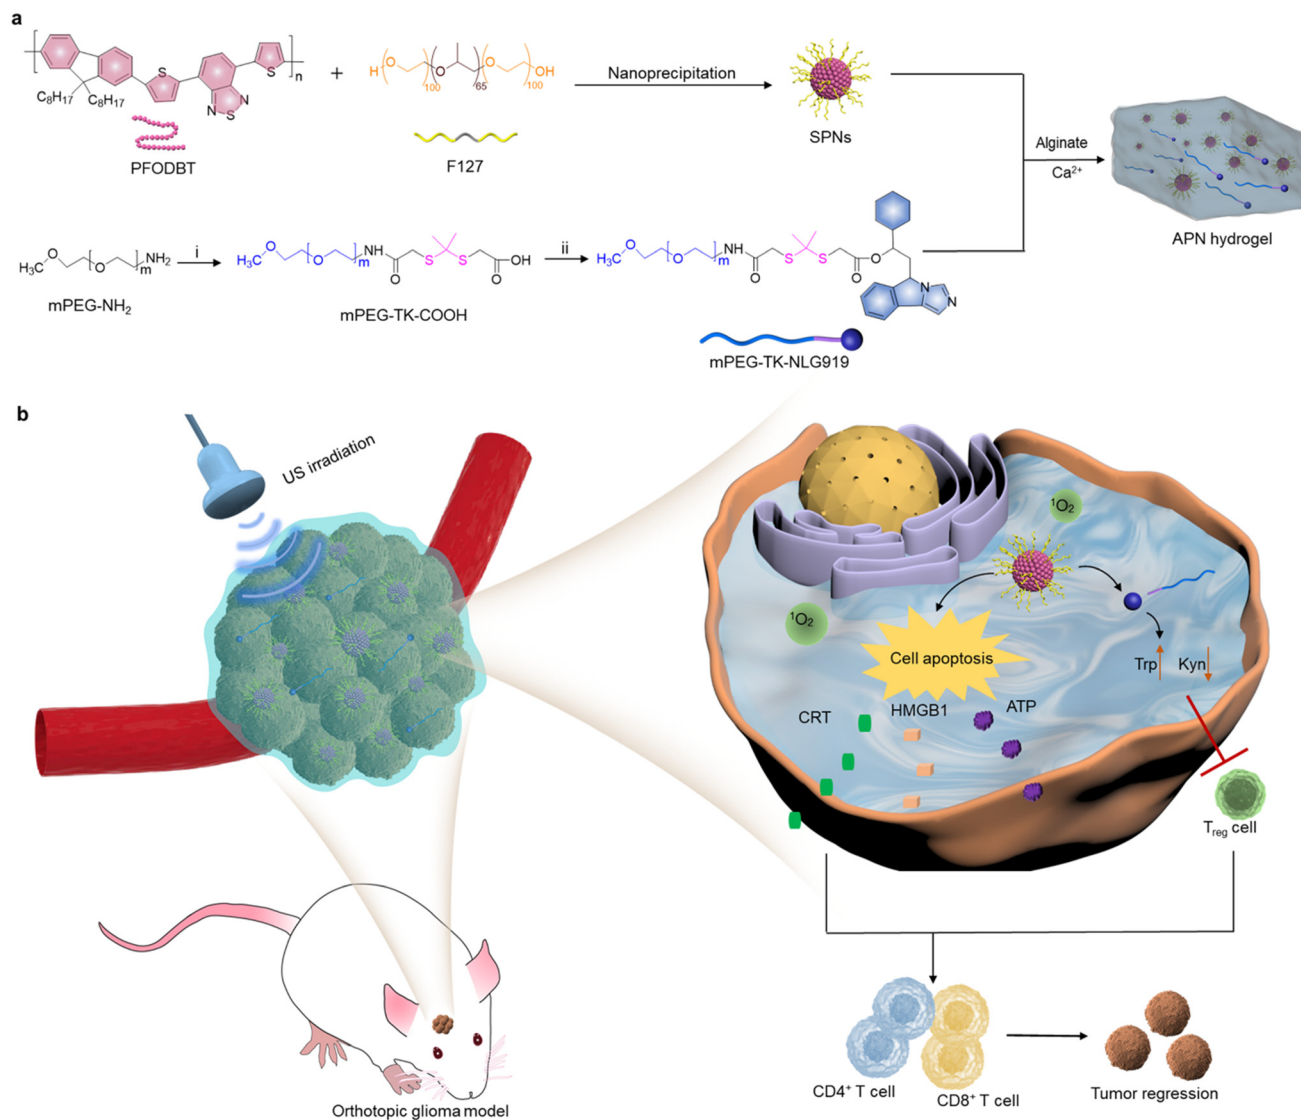 a
n
C8H17
C8H17
S
S
N
N
S
PFODBT
+
H
O
100
O
65
O
100
OH
F127
Nanoprecipitation
SPNs
Alginate
Ca2+
APN hydrogel
H3C
O
O
m
NH2
mPEG-NH2
i
H3C
O
O
m
NH
O
S
S
O
OH
mPEG-TK-COOH
ii
H3C
O
O
m
NH
O
S
S
O
O
N
N
mPEG-TK-NLG919
b
US irradiation
1O2
1O2
Cell apoptosis
Trp
Kyn
CRT
HMGB1
ATP
Treg cell
CD4+ T cell
CD8+ T cell
Tumor regression
Orthotopic glioma model